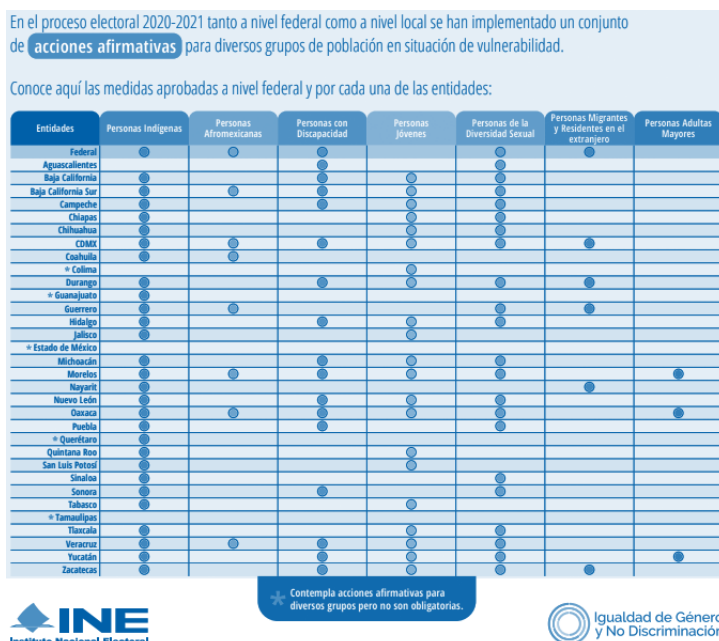 En el proceso electoral 2020-2021 tanto a nivel federal como a nivel local se han implementado un conjunto
de acciones afirmativas para diversos grupos de población en situación de vulnerabilidad.
Conoce aquí las medidas aprobadas a nivel federal y por cada una de las entidades:
Entidades
Personas Indígenas
Personas
Afromexicanas
Personas con
Discapacidad
Personas
Jóvenes
Personas de la
Diversidad Sexual
Personas Migrantes
y Residentes en el
extranjero
Personas Adultas
Mayores
Federal
Aguascalientes
Baja California
Baja California Sur
Campeche
Chiapas
Chihuahua
CDMX
Coahuila
* Colima
Durango
* Guanajuato
Guerrero
Hidalgo
Jalisco
* Estado de México
Michoacán
Morelos
Nayarit
Nuevo León
Oaxaca
Puebla
* Querétaro
Quintana Roo
San Luis Potosí
Sinaloa
Sonora
Tabasco
* Tamaulipas
Tlaxcala
Veracruz
Yucatán
Zacatecas
* Contempla acciones afirmativas para
diversos grupos pero no son obligatorias.
INE
Instituto Nacional Electoral
Igualdad de Género
y No Discriminación